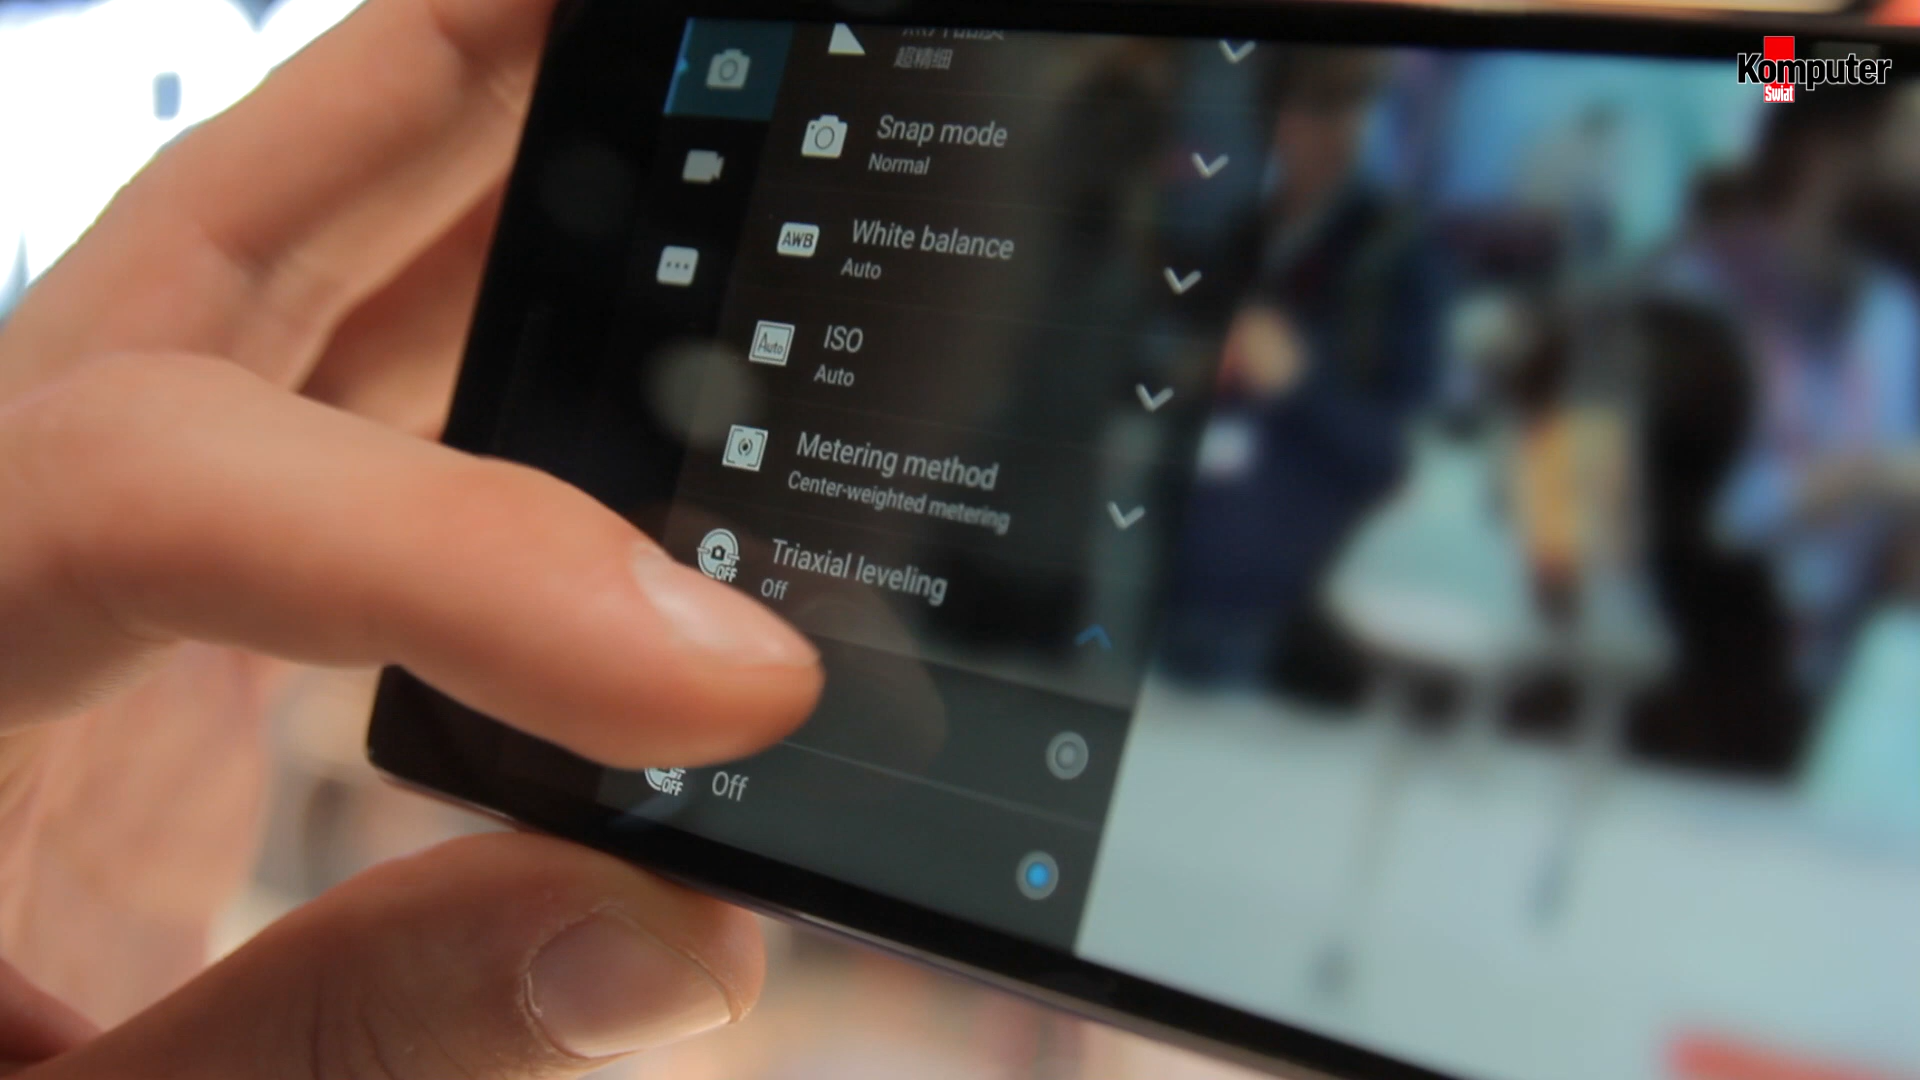 超精细
Snap mode
Normal
AWB
White balance
Auto
Auto
ISO
Auto
Metering method
Center-weighted metering
OFF
Triaxial leveling
Off
OFF
Off
Komputer
Świat